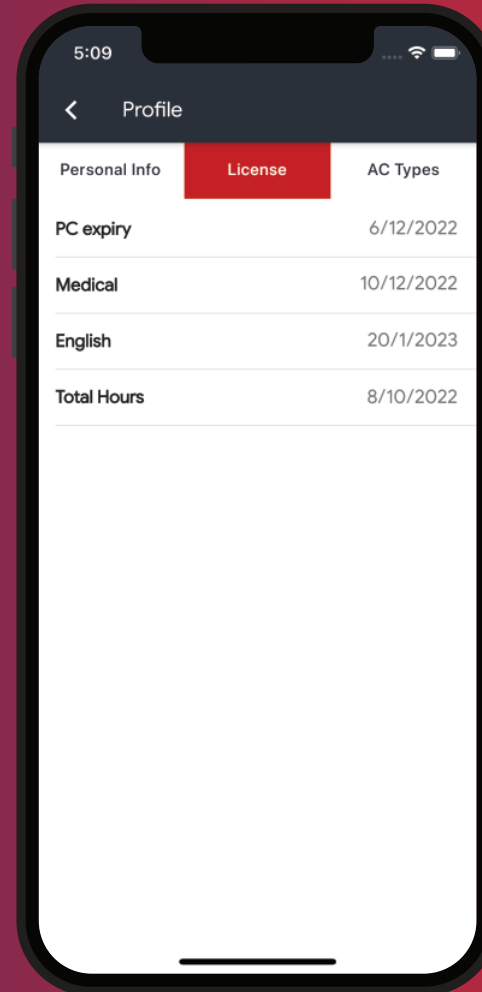 5:09
Profile
Personal Info License AC Types
PC expiry 6/12/2022
Medical 10/12/2022
English 20/1/2023
Total Hours 8/10/2022